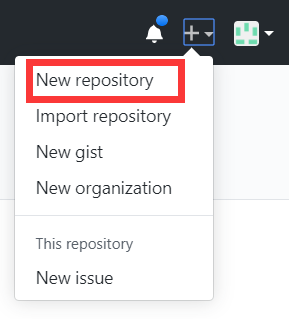 New repository
Import repository
New gist
New organization
This repository
New issue